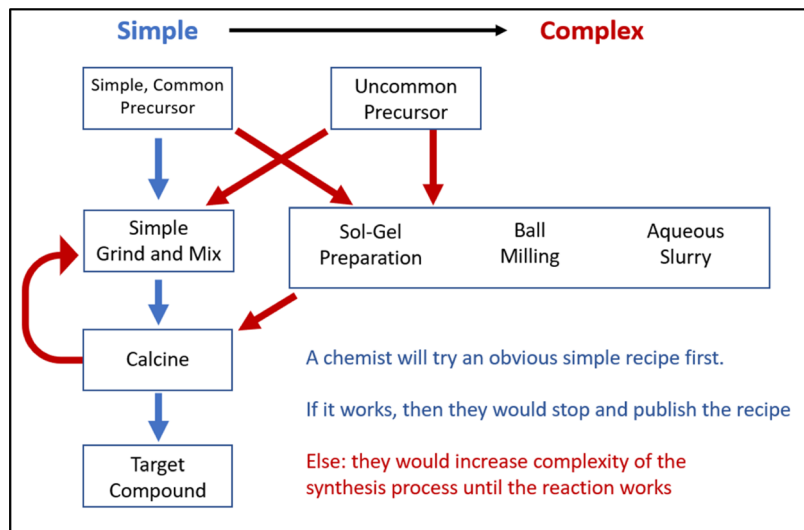 Simple
Complex
Simple, Common
Precursor
Uncommon
Precursor
Simple
Grind and Mix
Sol-Gel
Preparation
Ball
Milling
Aqueous
Slurry
Calcine
A chemist will try an obvious simple recipe first.
If it works, then they would stop and publish the recipe
Target
Compound
Else: they would increase complexity of the
synthesis process until the reaction works